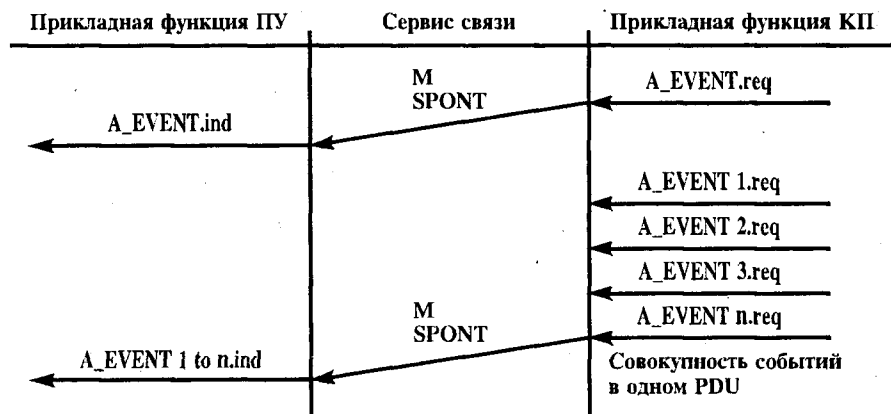 Прикладная функция ПУ
Сервис связи
Прикладная функция КП
M
SPONT
A_EVENT.req
A_EVENT.ind
A_EVENT 1.req
A_EVENT 2.req
A_EVENT 3.req
M
SPONT
A_EVENT n.req
A_EVENT 1 to n.ind
Совокупность событий
в одном PDU